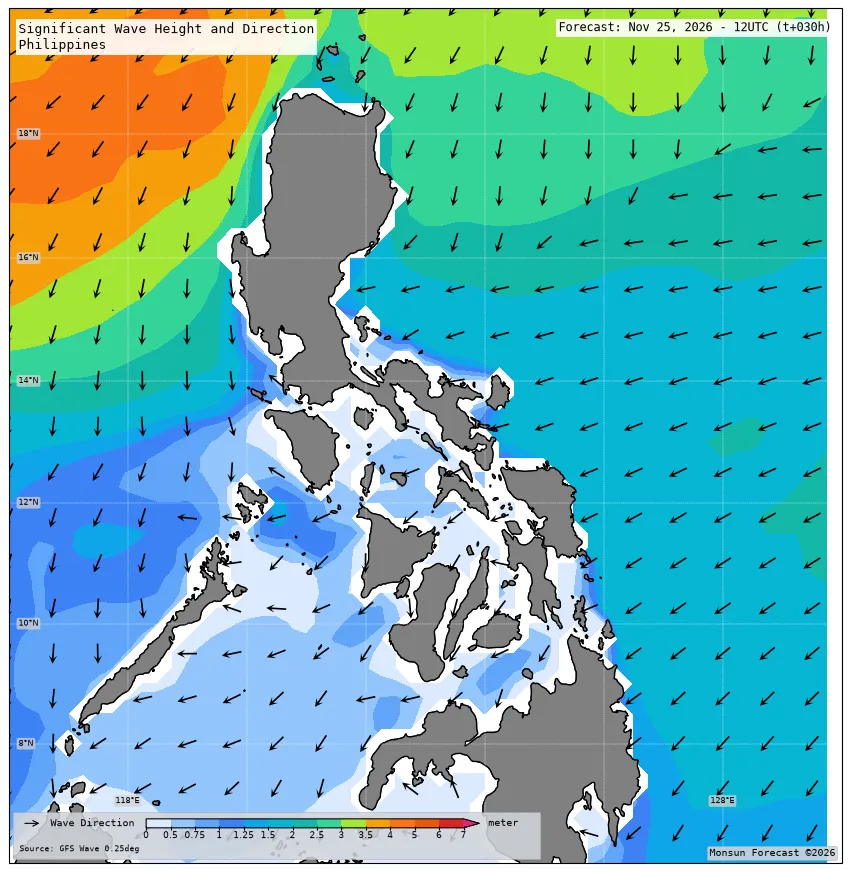 Significant Wave Height and Direction
Philippines
Forecast: Nov 25, 2026 - 12UTC (t+030h)
18°N
16°N
14°N
12°N
10°N
8°N
118°E
128°E
Wave Direction
0 0.5 0.75 1 1.25 1.5 2 2.5 3 3.5 4 5 6 7
meter
Source: GFS Wave 0.25deg
Monsun Forecast ©2026